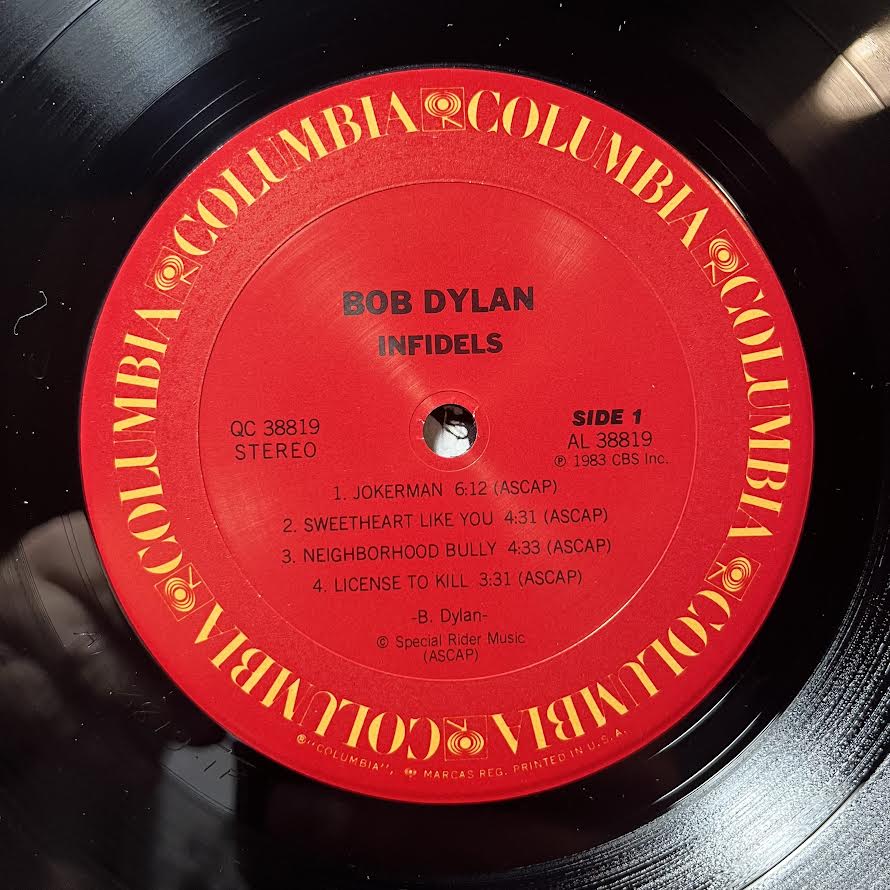 COLUMBIA COLUMBIA COLUMBIA COLUMBIA COLUMBIA COLUMBIA
BOB DYLAN
INFIDELS
QC 38819
STEREO
SIDE 1
AL 38819
℗ 1983 CBS Inc.
1. JOKERMAN 6:12 (ASCAP)
2. SWEETHEART LIKE YOU 4:31 (ASCAP)
3. NEIGHBORHOOD BULLY 4:33 (ASCAP)
4. LICENSE TO KILL 3:31 (ASCAP)
-B. Dylan-
© Special Rider Music
(ASCAP)
®"COLUMBIA", MARCAS REG. PRINTED IN U.S.A.